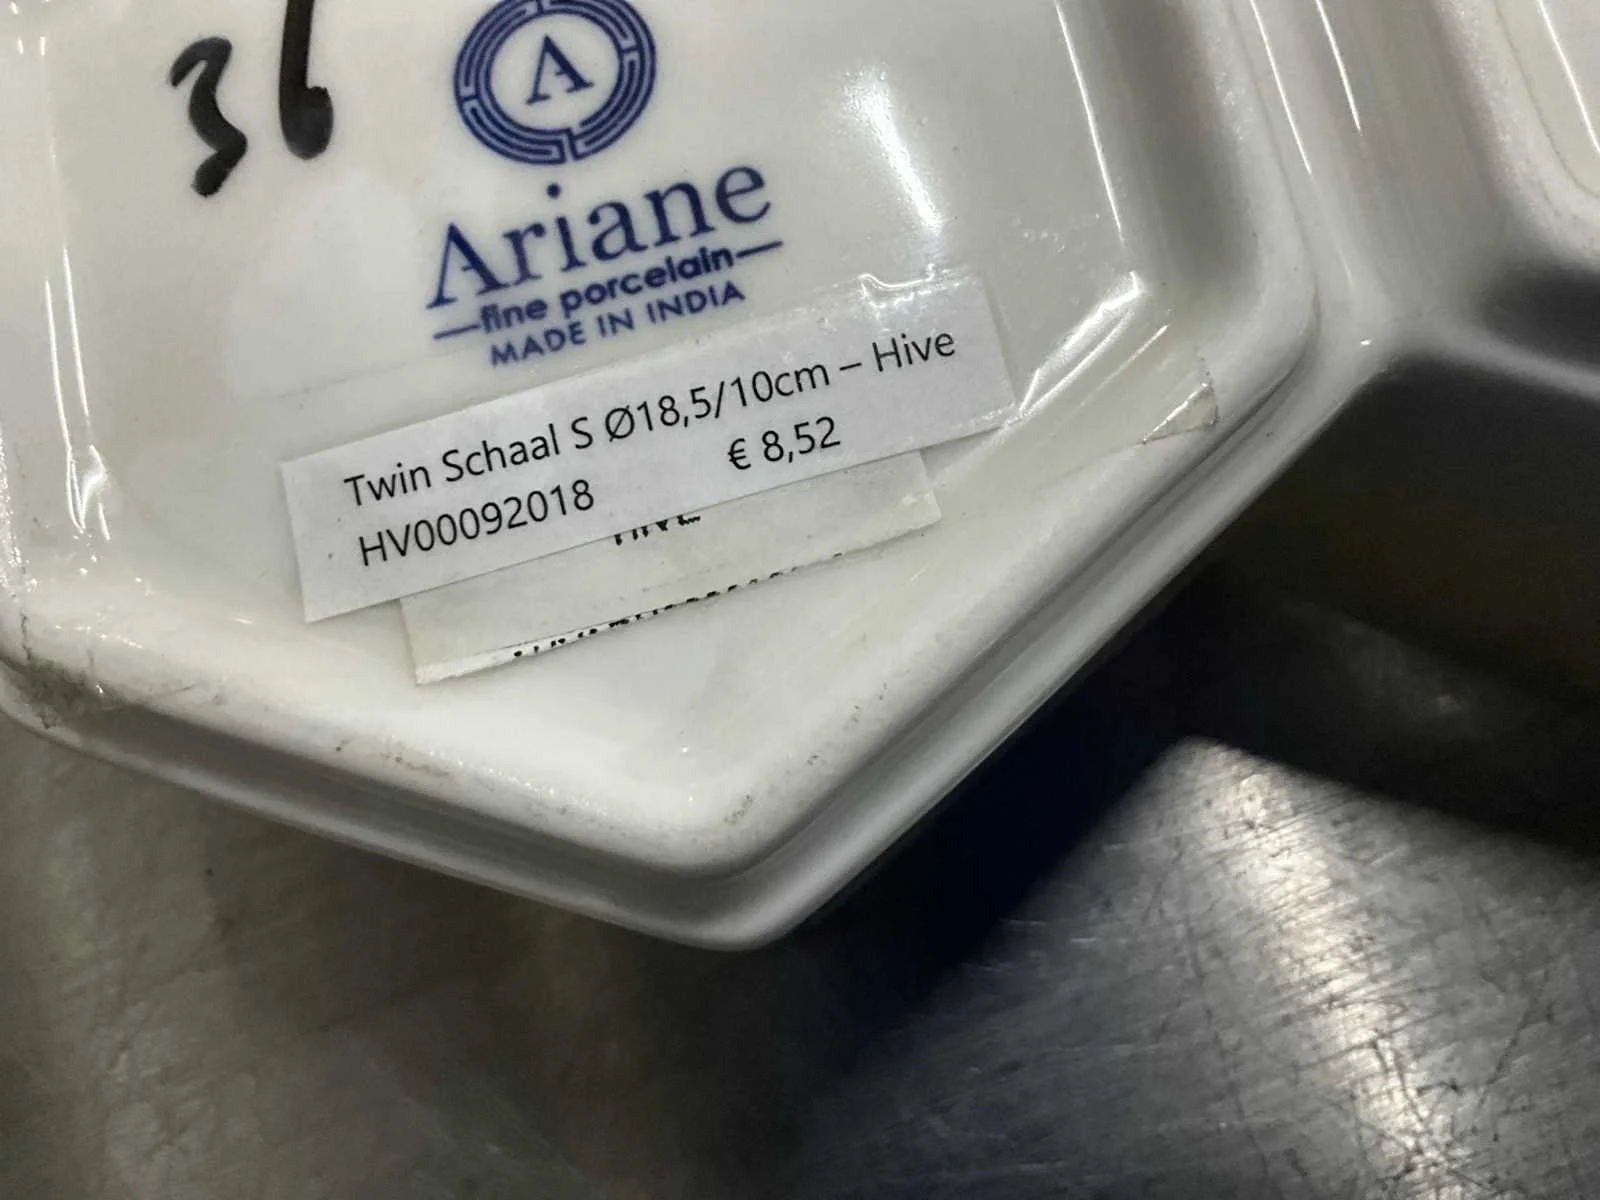 36
A
Ariane
fine porcelain
MADE IN INDIA
Twin Schaal S Ø18,5/10cm – Hive
HV00092018 € 8,52